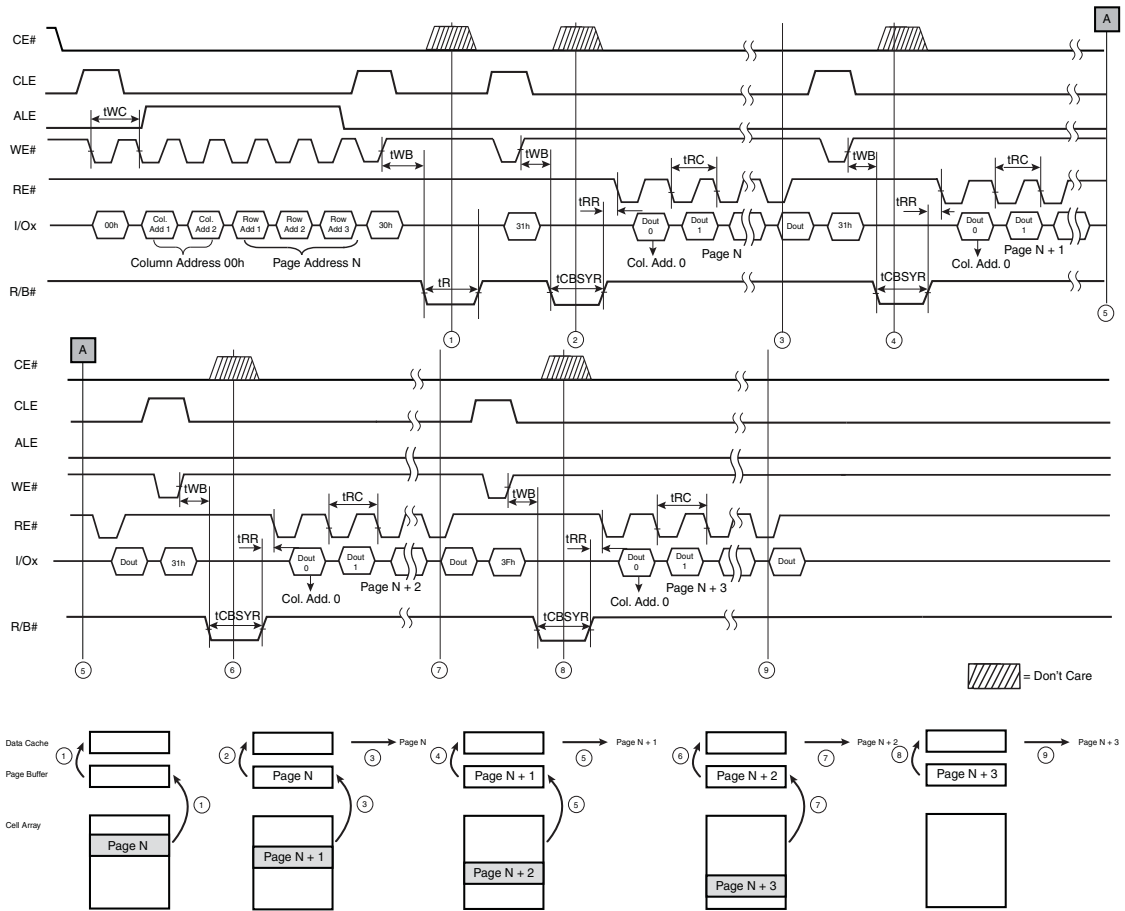 A
CE#
CLE
ALE
tWC
WE#
tWB
tWB
tRC
tWB
tRC
RE#
tRR
tRR
I/Ox
00h
Col. Add 1
Col. Add 2
Row Add 1
Row Add 2
Row Add 3
30h
31h
Dout 0
Dout 1
Dout
31h
Dout 0
Dout 1
Column Address 00h
Page Address N
Col. Add. 0
Page N
Col. Add. 0
Page N + 1
R/B#
tR
tCBSYR
tCBSYR
1
2
3
4
5
A
CE#
CLE
ALE
WE#
tWB
tRC
tWB
tRC
RE#
tRR
tRR
I/Ox
Dout
31h
Dout 0
Dout 1
Dout
3Fh
Dout 0
Dout 1
Dout
Col. Add. 0
Page N + 2
Col. Add. 0
Page N + 3
R/B#
tCBSYR
tCBSYR
5
6
7
8
9
= Don't Care
Data Cache
1
2
3
Page N
4
5
Page N + 1
6
7
Page N + 2
8
9
Page N + 3
Page Buffer
Page N
Page N + 1
Page N + 2
Page N + 3
1
3
5
7
Cell Array
Page N
Page N + 1
Page N + 2
Page N + 3